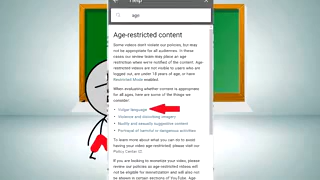 Help
age
Age-restricted content
Some videos don't violate our policies, but may
not be appropriate for all audiences. In these
cases our review team may place an age
restriction when we're notified of the content. Age
restricted videos are not visible to users who are
logged out, are under 18 years of age, or have
Restricted Mode enabled.
When evaluating whether content is appropriate
for all ages, here are some of the things we
consider:
• Vulgar language
• Violence and disturbing imagery
• Nudity and sexually suggestive content
• Portrayal of harmful or dangerous activities
To learn more about what you can do to avoid
having your video age-restricted, please visit our
Policy Center
If you are looking to monetize your video, please
review our policies as age-restricted videos will
not be eligible for monetization and will also not
be shown in certain sections of YouTube. Age